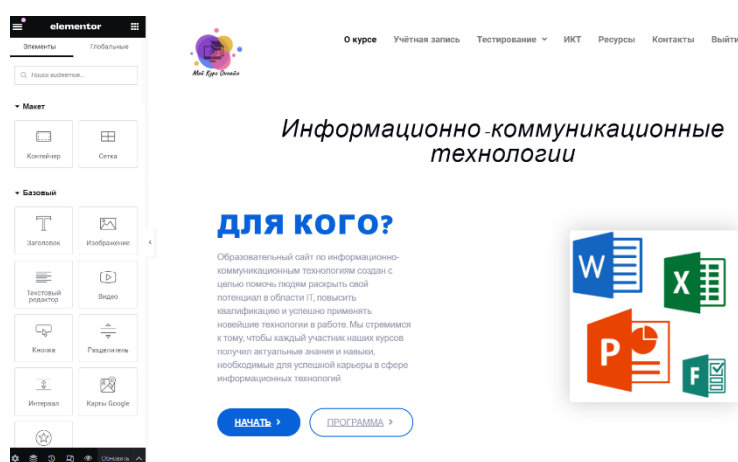 elementor
Элементы Глобальные
Поиск виджетов...
Макет
Контейнер Сетка
Базовый
Заголовок Изображение
Текстовый редактор Видео
Кнопка Разделитель
Интервал Карты Google
Обновить
Мой Курс Онлайн
О курсе Учётная запись Тестирование ИКТ Ресурсы Контакты Выйти
Информационно-коммуникационные
технологии
ДЛЯ КОГО?
Образовательный сайт по информационно-
коммуникационным технологиям создан с
целью помочь людям раскрыть свой
потенциал в области IT, повысить
квалификацию и успешно применять
новейшие технологии в работе. Мы стремимся
к тому, чтобы каждый участник наших курсов
получил актуальные знания и навыки,
необходимые для успешной карьеры в сфере
информационных технологий
НАЧАТЬ ПРОГРАММА
W X
P F